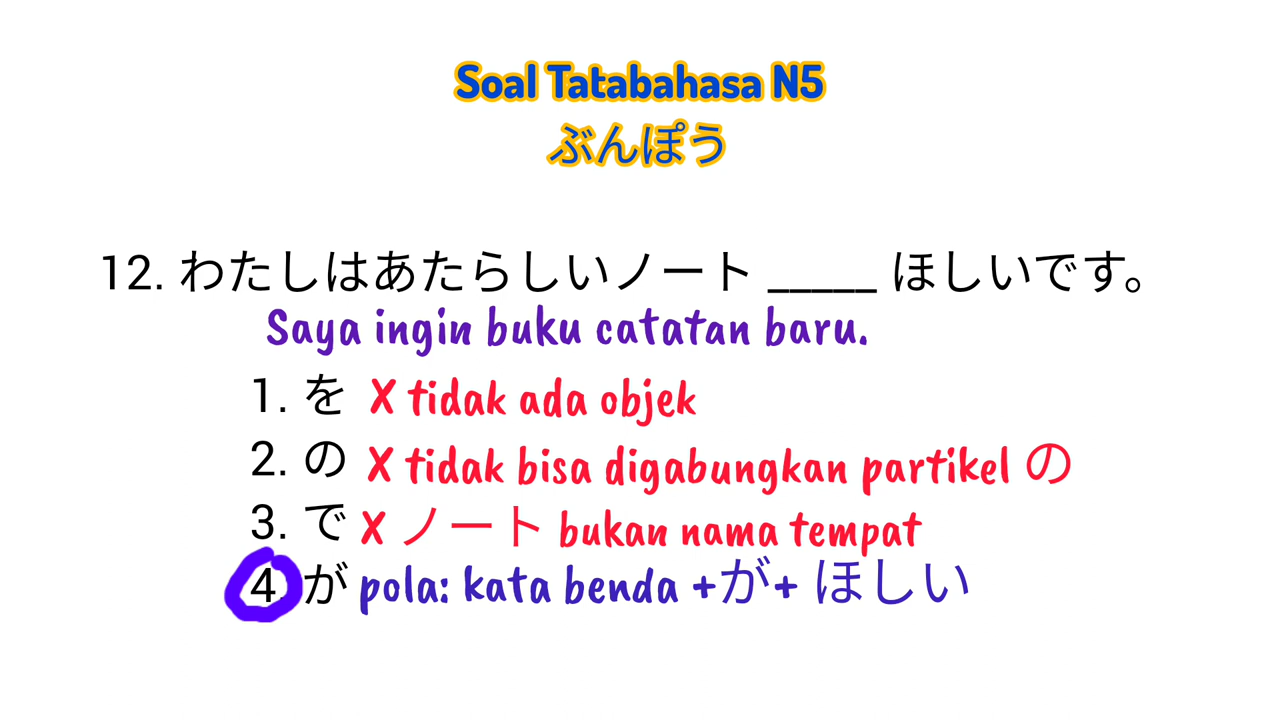 Soal Tatabahasa N5
ぶんぽう
12. わたしはあたらしいノート _____ ほしいです。
Saya ingin buku catatan baru.
1. を X tidak ada objek
2. の X tidak bisa digabungkan partikel の
3. で X ノート bukan nama tempat
4 が pola: kata benda +が+ ほしい